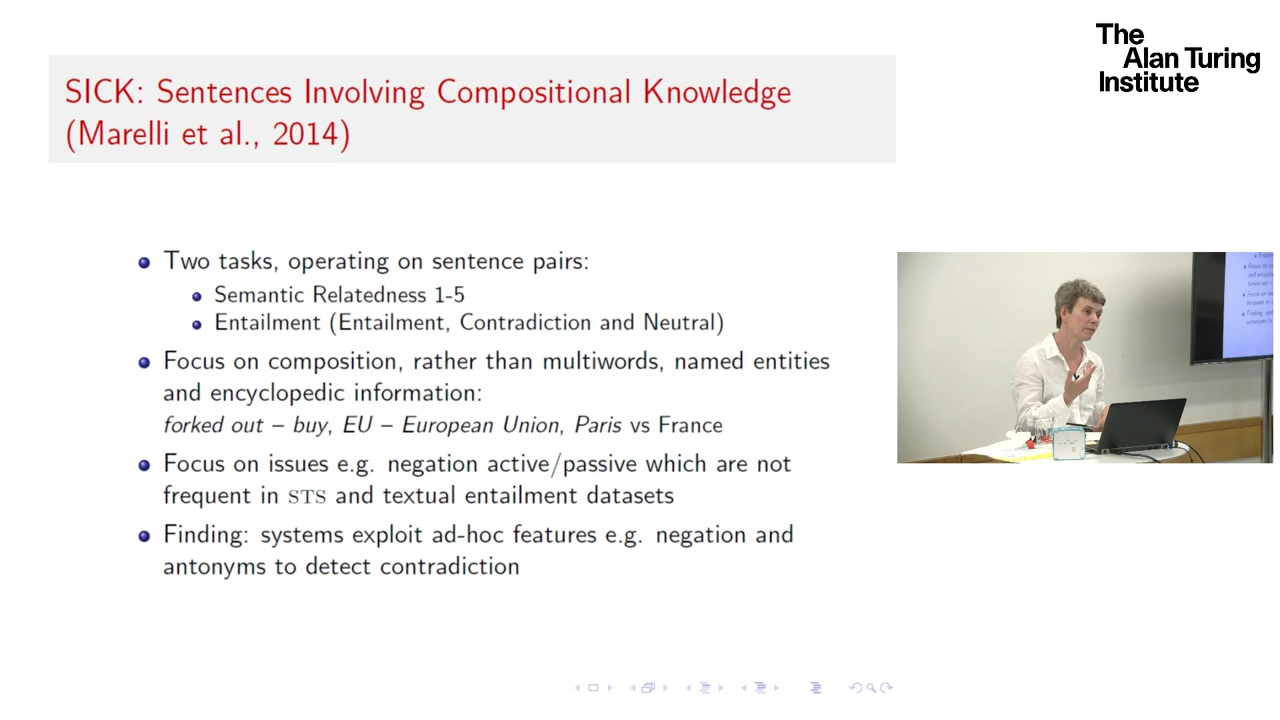 The
Alan Turing
Institute
SICK: Sentences Involving Compositional Knowledge
(Marelli et al., 2014)
Two tasks, operating on sentence pairs:
Semantic Relatedness 1-5
Entailment (Entailment, Contradiction and Neutral)
Focus on composition, rather than multiwords, named entities
and encyclopedic information:
forked out – buy, EU – European Union, Paris vs France
Focus on issues e.g. negation active/passive which are not
frequent in STS and textual entailment datasets
Finding: systems exploit ad-hoc features e.g. negation and
antonyms to detect contradiction